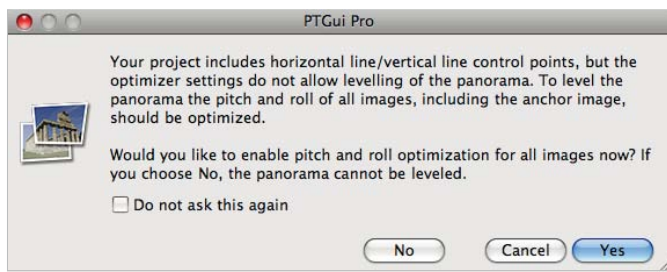 PTGui Pro
Your project includes horizontal line/vertical line control points, but the
optimizer settings do not allow levelling of the panorama. To level the
panorama the pitch and roll of all images, including the anchor image,
should be optimized.
Would you like to enable pitch and roll optimization for all images now? If
you choose No, the panorama cannot be leveled.
Do not ask this again
No
Cancel
Yes